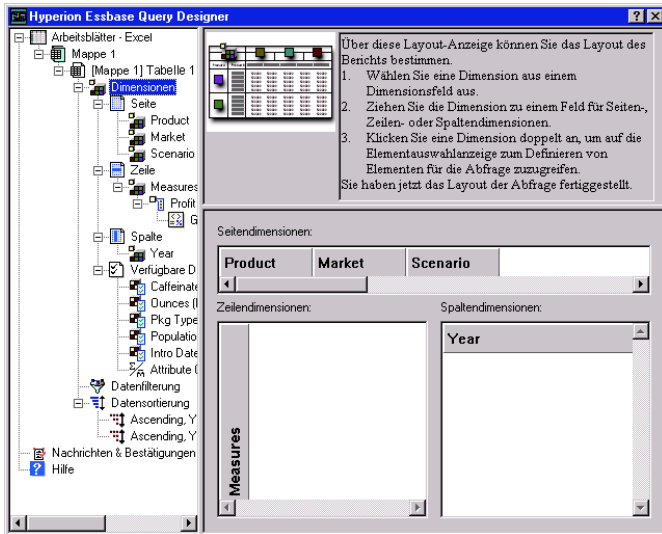 Hyperion Essbase Query Designer
Arbeitsblätter - Excel
Mappe 1
[Mappe 1] Tabelle 1
Dimensionen
Seite
Product
Market
Scenario
Zeile
Measures
Profit
G
Spalte
Year
Verfügbare D
Caffeinate
Ounces (
Pkg Type
Populatio
Intro Date
Attribute (
Datenfilterung
Datensortierung
Ascending, Y
Ascending, Y
Nachrichten & Bestätigungen
Hilfe
Über diese Layout-Anzeige können Sie das Layout des
Berichts bestimmen.
1. Wählen Sie eine Dimension aus einem
Dimensionsfeld aus.
2. Ziehen Sie die Dimension zu einem Feld für Seiten-,
Zeilen- oder Spaltendimensionen.
3. Klicken Sie eine Dimension doppelt an, um auf die
Elementauswahlanzeige zum Definieren von
Elementen für die Abfrage zuzugreifen.
Sie haben jetzt das Layout der Abfrage fertiggestellt.
Seitendimensionen:
Product Market Scenario
Zeilendimensionen:
Measures
Spaltendimensionen:
Year